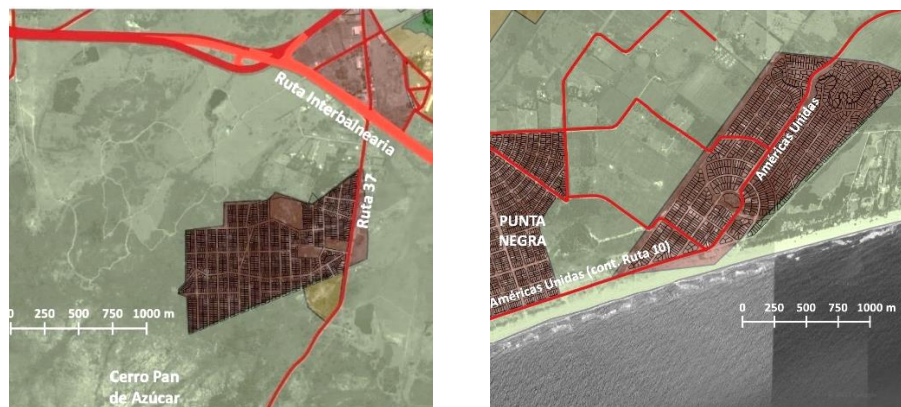 Ruta Interbalnearia
Ruta 37
0 250 500 750 1000 m
Cerro Pan
de Azúcar
Américas Unidas
PUNTA
NEGRA
Américas Unidas (cont. Ruta 10)
0 250 500 750 1000 m